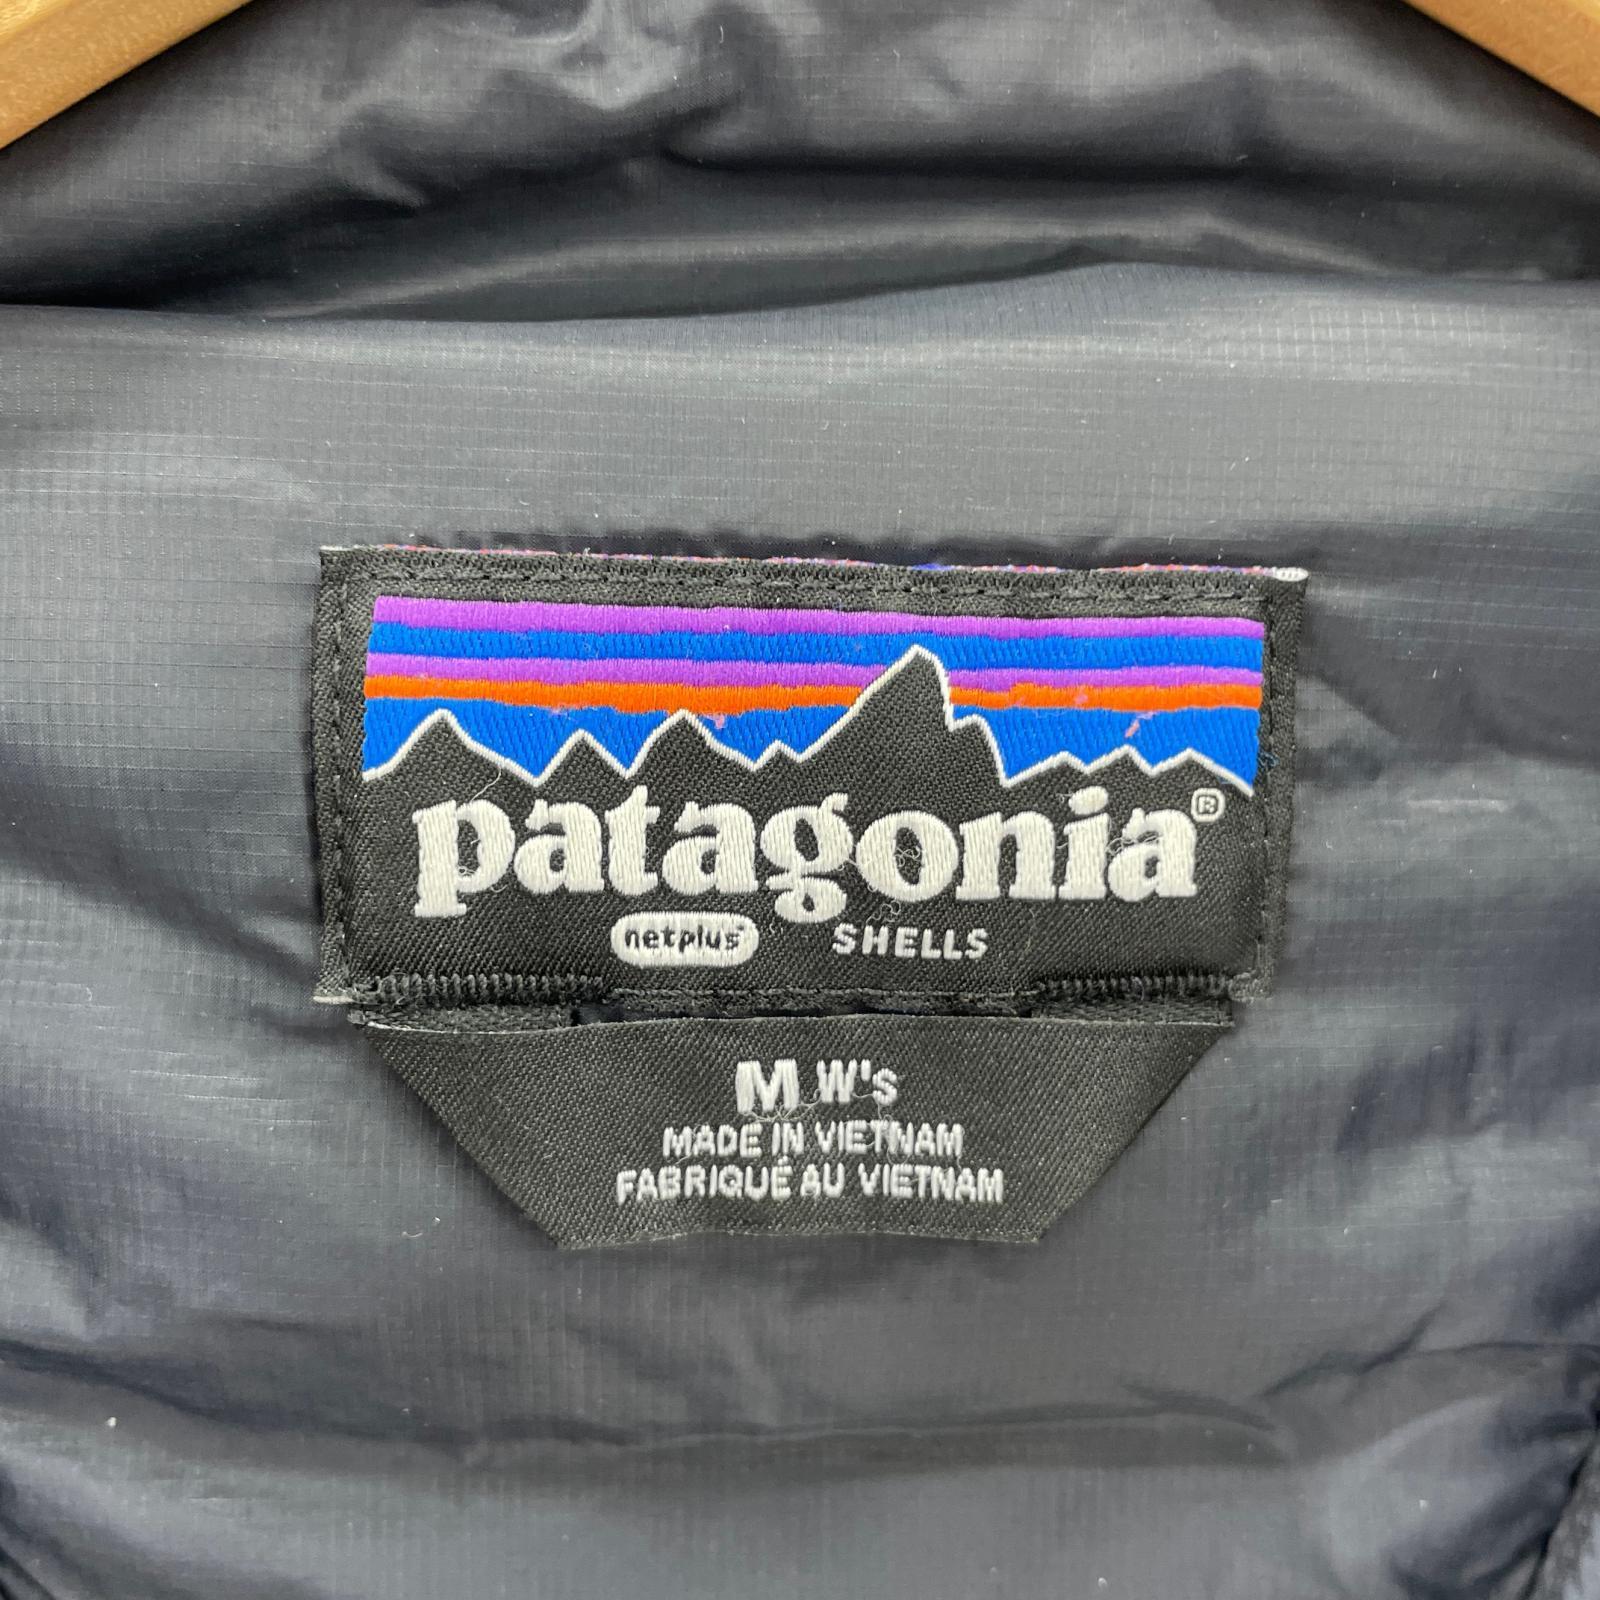 patagonia®
netplus® SHELLS
M W's
MADE IN VIETNAM
FABRIQUÉ AU VIETNAM